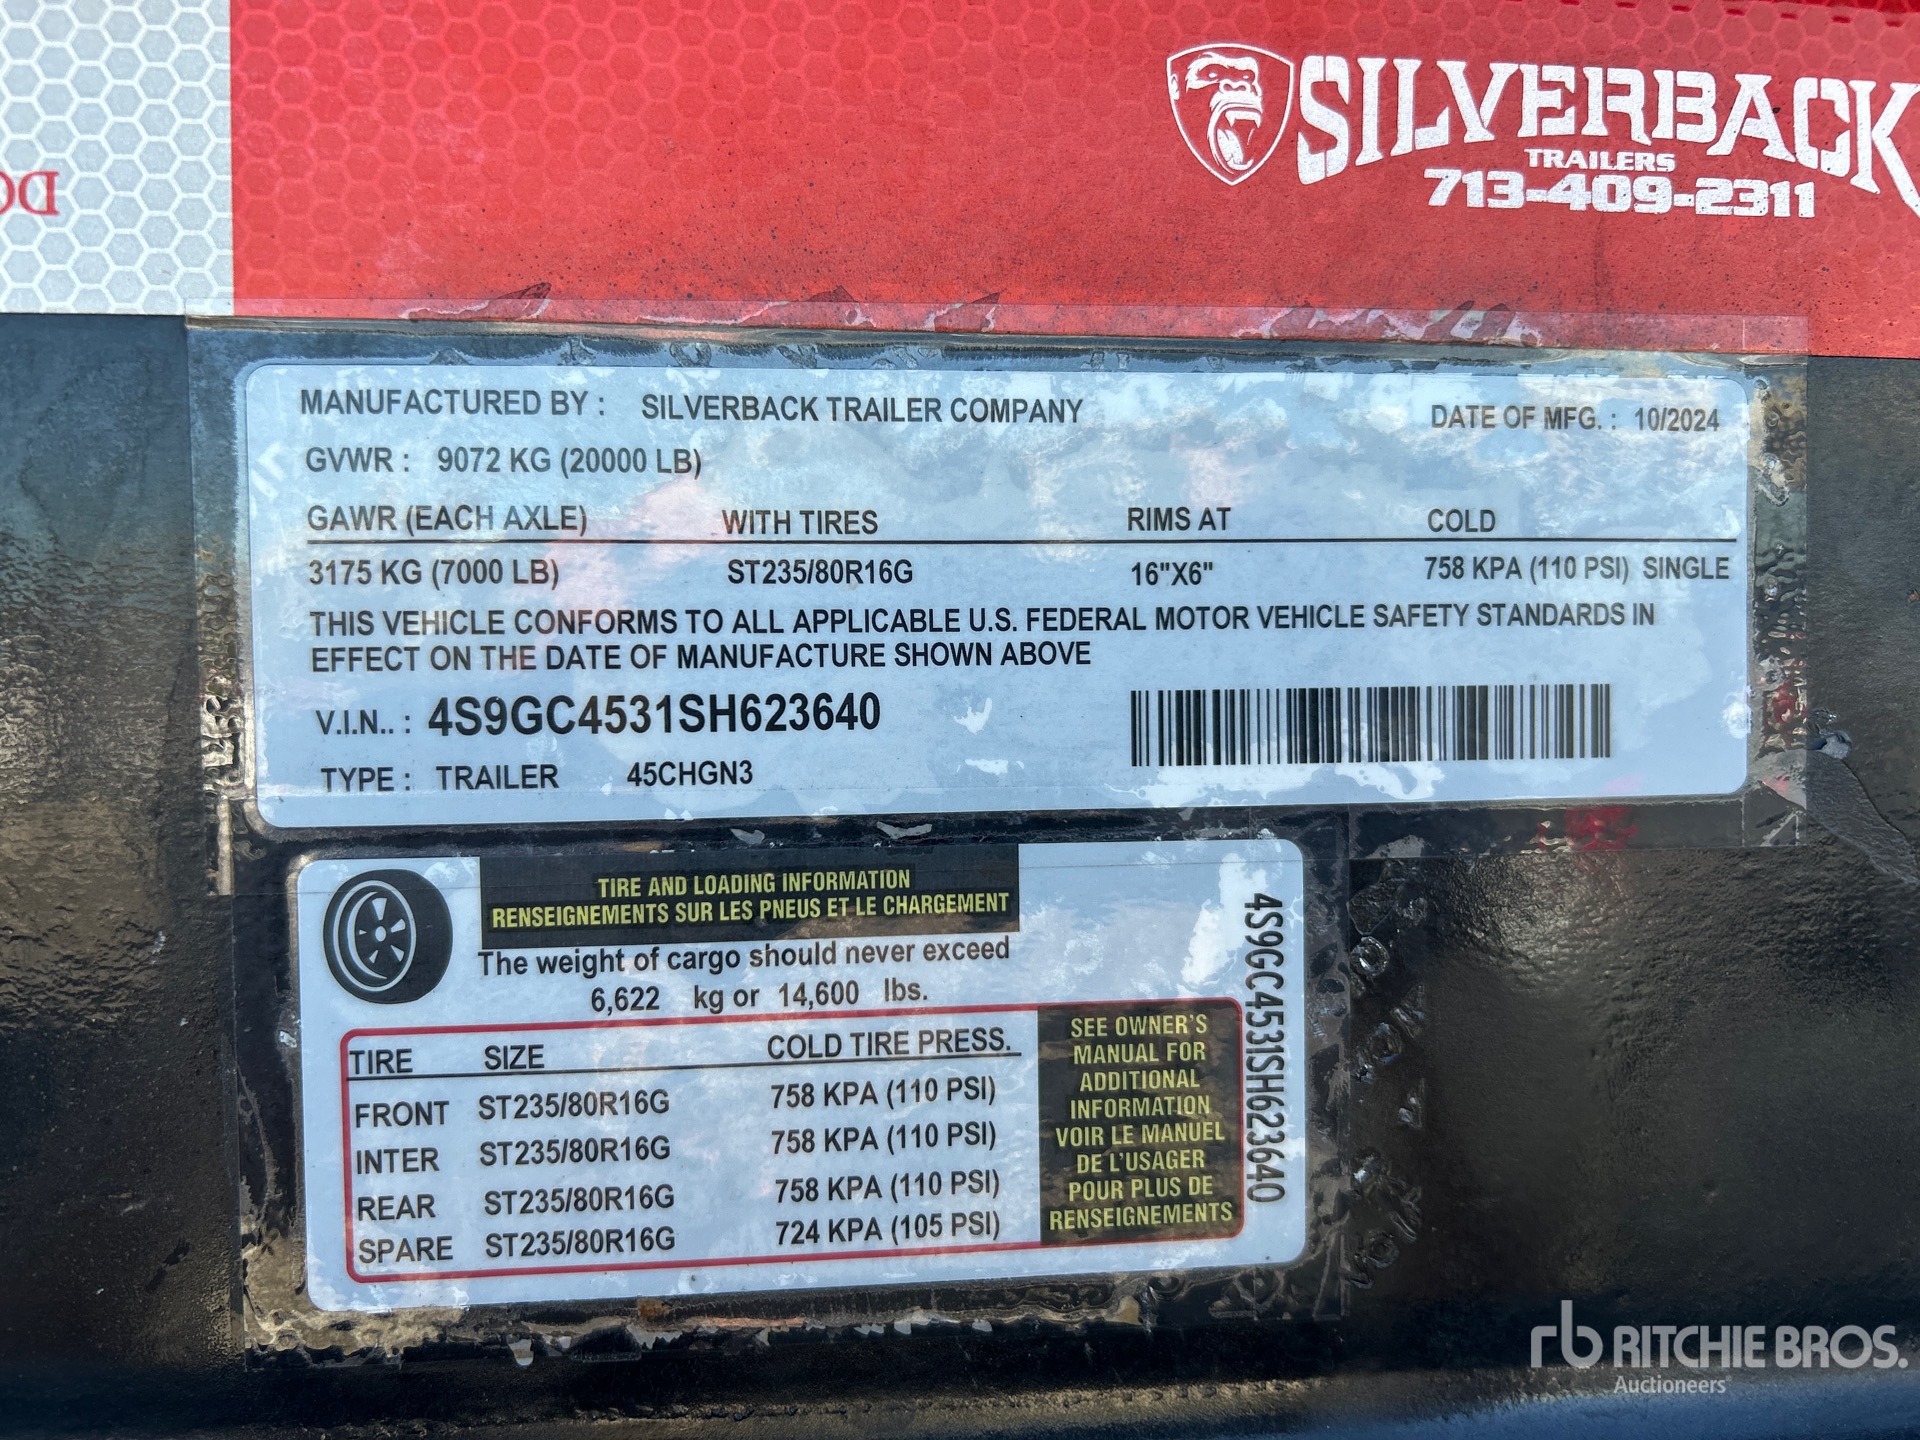 SILVERBACK
TRAILERS
713-409-2311
MANUFACTURED BY : SILVERBACK TRAILER COMPANY DATE OF MFG. : 10/2024
GVWR : 9072 KG (20000 LB)
GAWR (EACH AXLE) WITH TIRES RIMS AT COLD
3175 KG (7000 LB) ST235/80R16G 16"X6" 758 KPA (110 PSI) SINGLE
THIS VEHICLE CONFORMS TO ALL APPLICABLE U.S. FEDERAL MOTOR VEHICLE SAFETY STANDARDS IN
EFFECT ON THE DATE OF MANUFACTURE SHOWN ABOVE
V.I.N.. : 4S9GC4531SH623640
TYPE : TRAILER 45CHGN3
TIRE AND LOADING INFORMATION
RENSEIGNEMENTS SUR LES PNEUS ET LE CHARGEMENT
The weight of cargo should never exceed
6,622 kg or 14,600 lbs.
TIRE SIZE COLD TIRE PRESS.
FRONT ST235/80R16G 758 KPA (110 PSI)
INTER ST235/80R16G 758 KPA (110 PSI)
REAR ST235/80R16G 758 KPA (110 PSI)
SPARE ST235/80R16G 724 KPA (105 PSI)
SEE OWNER'S
MANUAL FOR
ADDITIONAL
INFORMATION
VOIR LE MANUEL
DE L'USAGER
POUR PLUS DE
RENSEIGNEMENTS
4S9GC4531SH623640
rb RITCHIE BROS.
Auctioneers